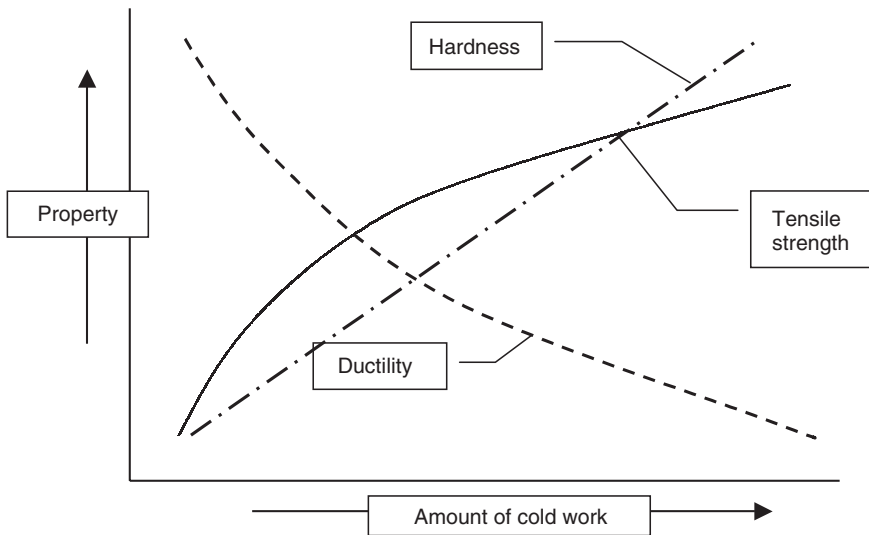 Hardness
Property
Tensile
strength
Ductility
Amount of cold work